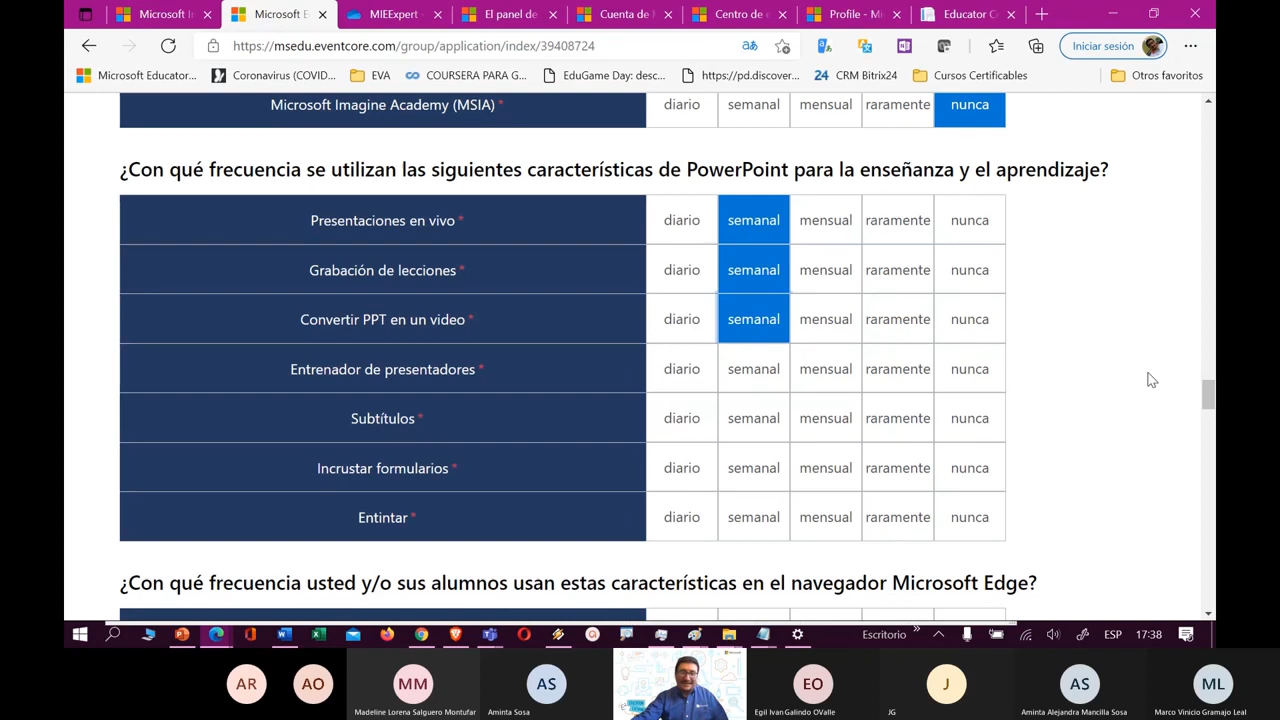 Microsoft I
Microsoft E
MIEExpert -
El panel de
Cuenta de M
Centro de e
Profile - Mi
Educator C
https://msedu.eventcore.com/group/application/index/39408724
Iniciar sesión
Microsoft Educator...
Coronavirus (COVID...
EVA
COURSERA PARA G...
EduGame Day: desc...
https://pd.discover...
24 CRM Bitrix24
Cursos Certificables
Otros favoritos
Microsoft Imagine Academy (MSIA) * diario semanal mensual raramente nunca
¿Con qué frecuencia se utilizan las siguientes características de PowerPoint para la enseñanza y el aprendizaje?
Presentaciones en vivo * diario semanal mensual raramente nunca
Grabación de lecciones * diario semanal mensual raramente nunca
Convertir PPT en un video * diario semanal mensual raramente nunca
Entrenador de presentadores * diario semanal mensual raramente nunca
Subtítulos * diario semanal mensual raramente nunca
Incrustar formularios * diario semanal mensual raramente nunca
Entintar * diario semanal mensual raramente nunca
¿Con qué frecuencia usted y/o sus alumnos usan estas características en el navegador Microsoft Edge?
Escritorio
ESP
17:38
AR
AO
MM
AS
EO
J
AS
ML
Madeline Lorena Salguero Montufar
Aminta Sosa
Egil Ivan Galindo OValle
JG
Aminta Alejandra Mancilla Sosa
Marco Vinicio Gramajo Leal